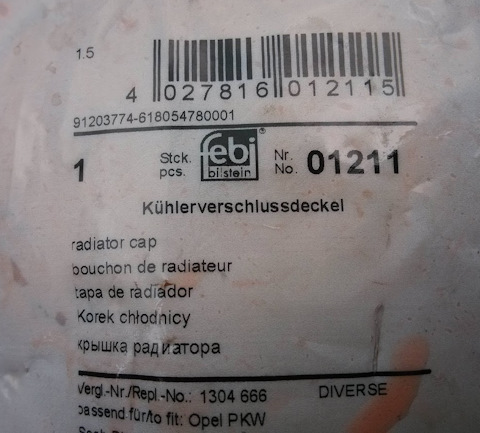 1.5
4 027816 012115
91203774-618054780001
1 Stck. pcs. febi bilstein® Nr. No. 01211
Kühlerverschlussdeckel
radiator cap
bouchon de radiateur
tapa de radiador
Korek chłodnicy
крышка радиатора
Vergl.-Nr./Repl.-No.: 1304 666 DIVERSE
passend für/to fit: Opel PKW